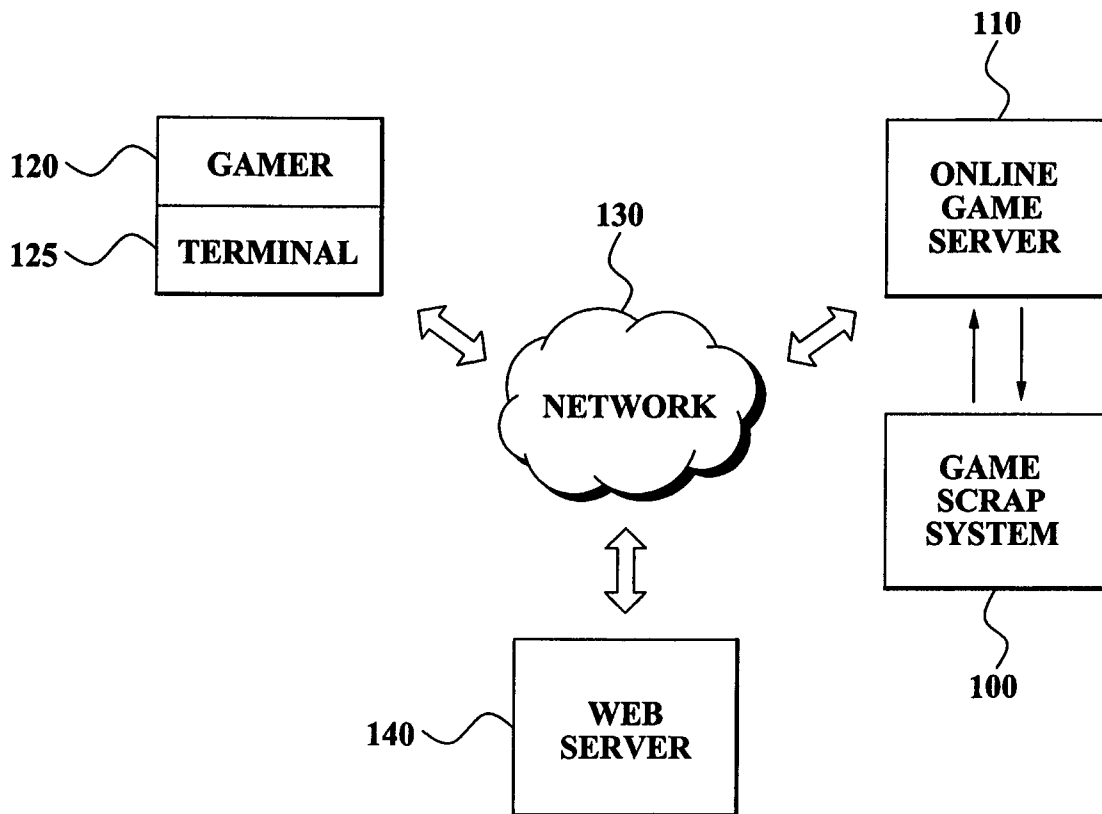 110
120
GAMER
ONLINE
GAME
SERVER
125
TERMINAL
130
NETWORK
GAME
SCRAP
SYSTEM
100
140
WEB
SERVER